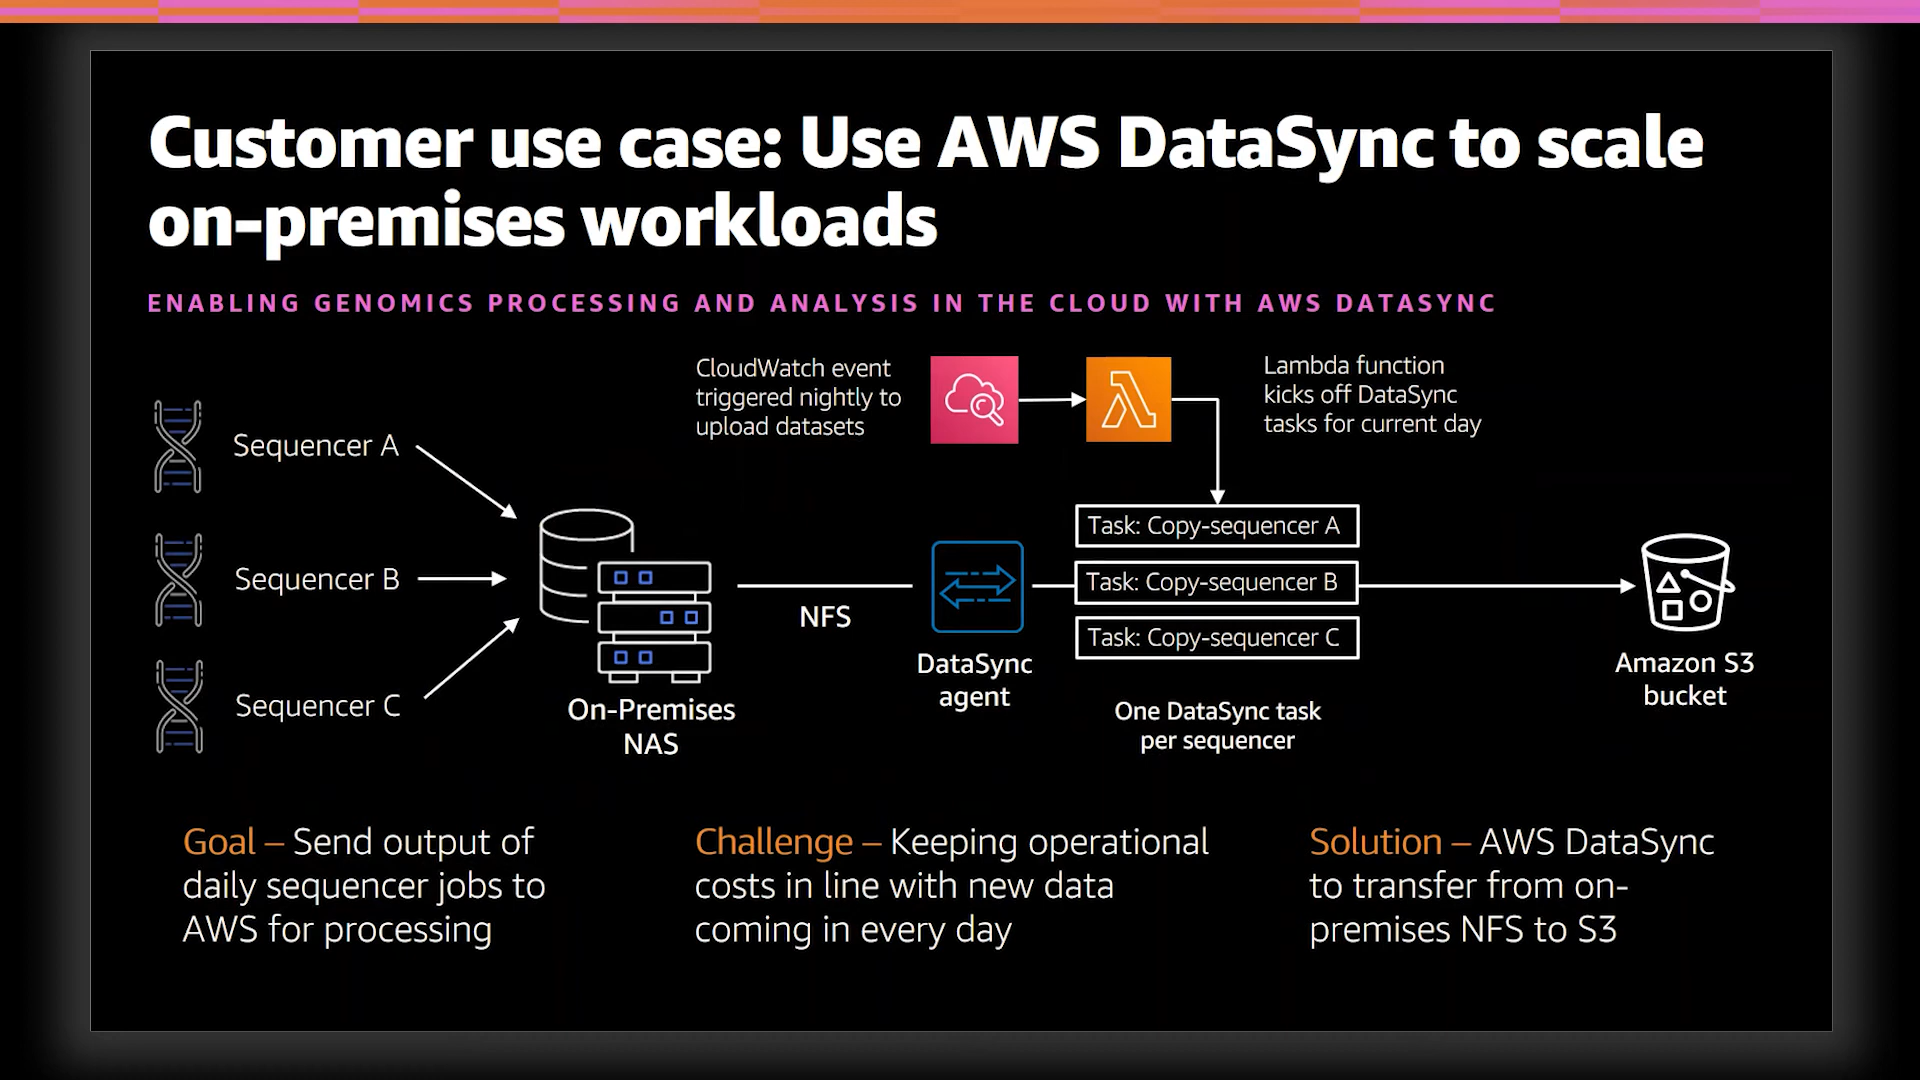 Customer use case: Use AWS DataSync to scale
on-premises workloads
ENABLING GENOMICS PROCESSING AND ANALYSIS IN THE CLOUD WITH AWS DATASYNC
CloudWatch event
triggered nightly to
upload datasets
Lambda function
kicks off DataSync
tasks for current day
Sequencer A
Sequencer B
Sequencer C
On-Premises
NAS
NFS
DataSync
agent
Task: Copy-sequencer A
Task: Copy-sequencer B
Task: Copy-sequencer C
One DataSync task
per sequencer
Amazon S3
bucket
Goal – Send output of
daily sequencer jobs to
AWS for processing
Challenge – Keeping operational
costs in line with new data
coming in every day
Solution – AWS DataSync
to transfer from on-
premises NFS to S3